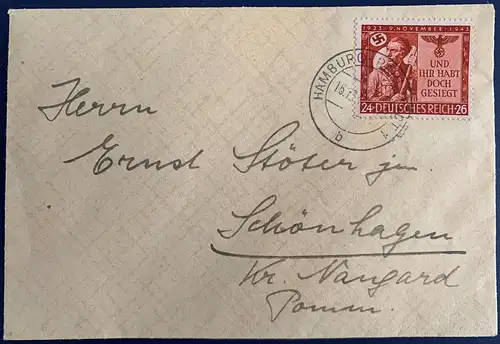 1923 9. NOVEMBER 1943
UND
IHR HABT
DOCH
GESIEGT
24 DEUTSCHES REICH 26
HAMBURG
b
Herrn
Ernst Stöter jn.
Schönhagen
Kr. Naugard
Pomm.